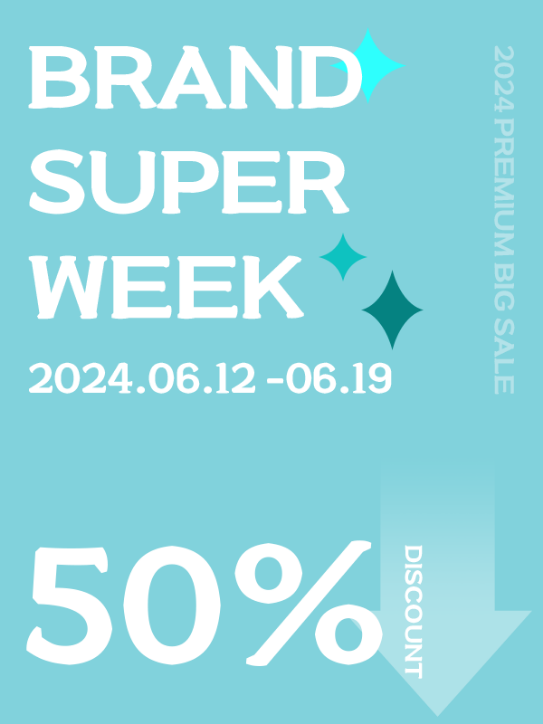 BRAND
SUPER
WEEK
2024.06.12 -06.19
2024 PREMIUM BIG SALE
50%
DISCOUNT